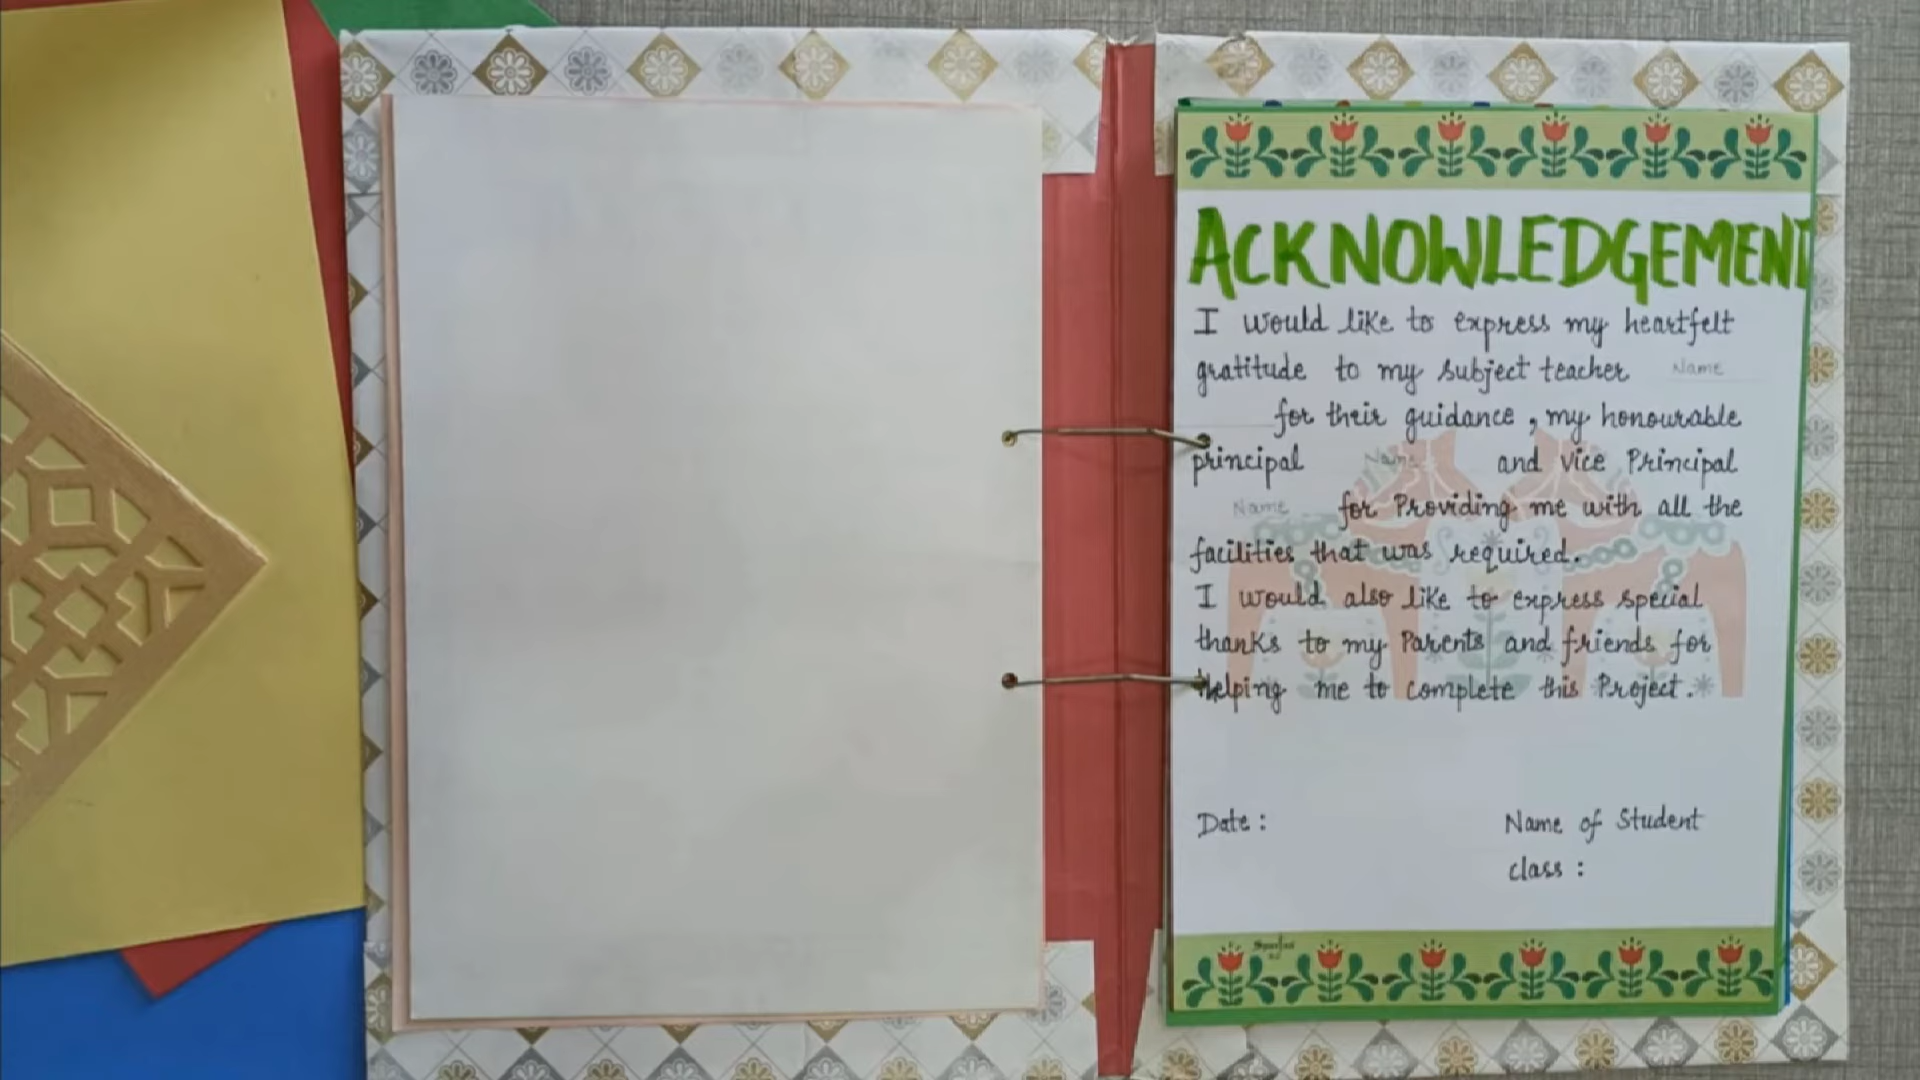 ACKNOWLEDGEMENT
I would like to express my heartfelt
gratitude to my subject teacher Name
for their guidance, my honourable
principal Name and vice Principal
Name for Providing me with all the
facilities that was required.
I would also like to express special
thanks to my Parents and friends for
Helping me to complete this Project.
Date : Name of Student
class :